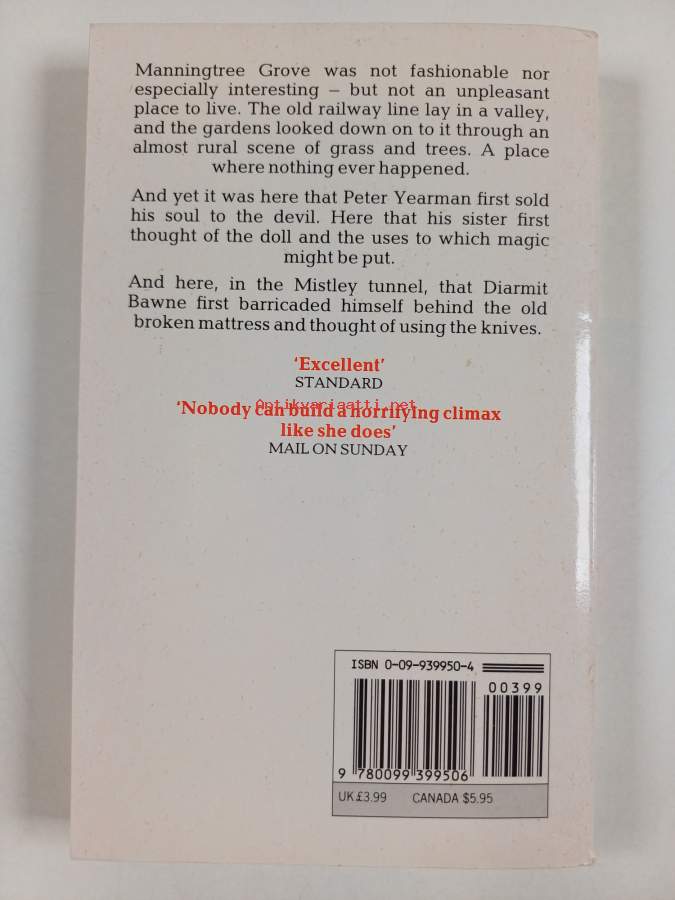 Manningtree Grove was not fashionable nor
especially interesting – but not an unpleasant
place to live. The old railway line lay in a valley,
and the gardens looked down on to it through an
almost rural scene of grass and trees. A place
where nothing ever happened.
And yet it was here that Peter Yearman first sold
his soul to the devil. Here that his sister first
thought of the doll and the uses to which magic
might be put.
And here, in the Mistley tunnel, that Diarmit
Bawne first barricaded himself behind the old
broken mattress and thought of using the knives.
‘Excellent’
STANDARD
Antikvariaatti.net
‘Nobody can build a horrifying climax
like she does’
MAIL ON SUNDAY
ISBN 0-09-939950-4
00399
9 780099 399506
UK £3.99 CANADA $5.95